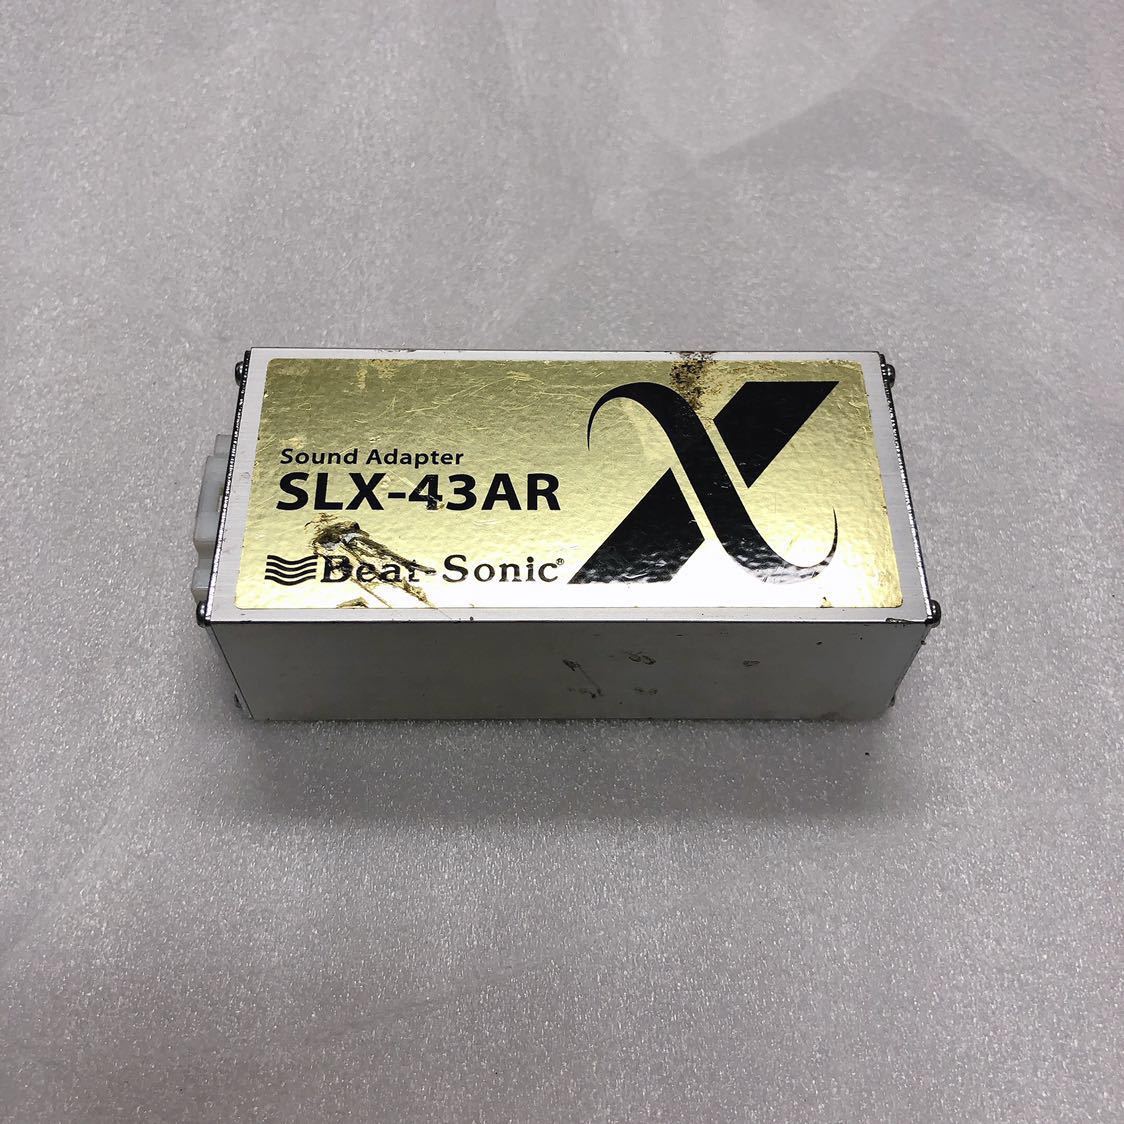 Sound Adapter
SLX-43AR
Beat-Sonic®
X